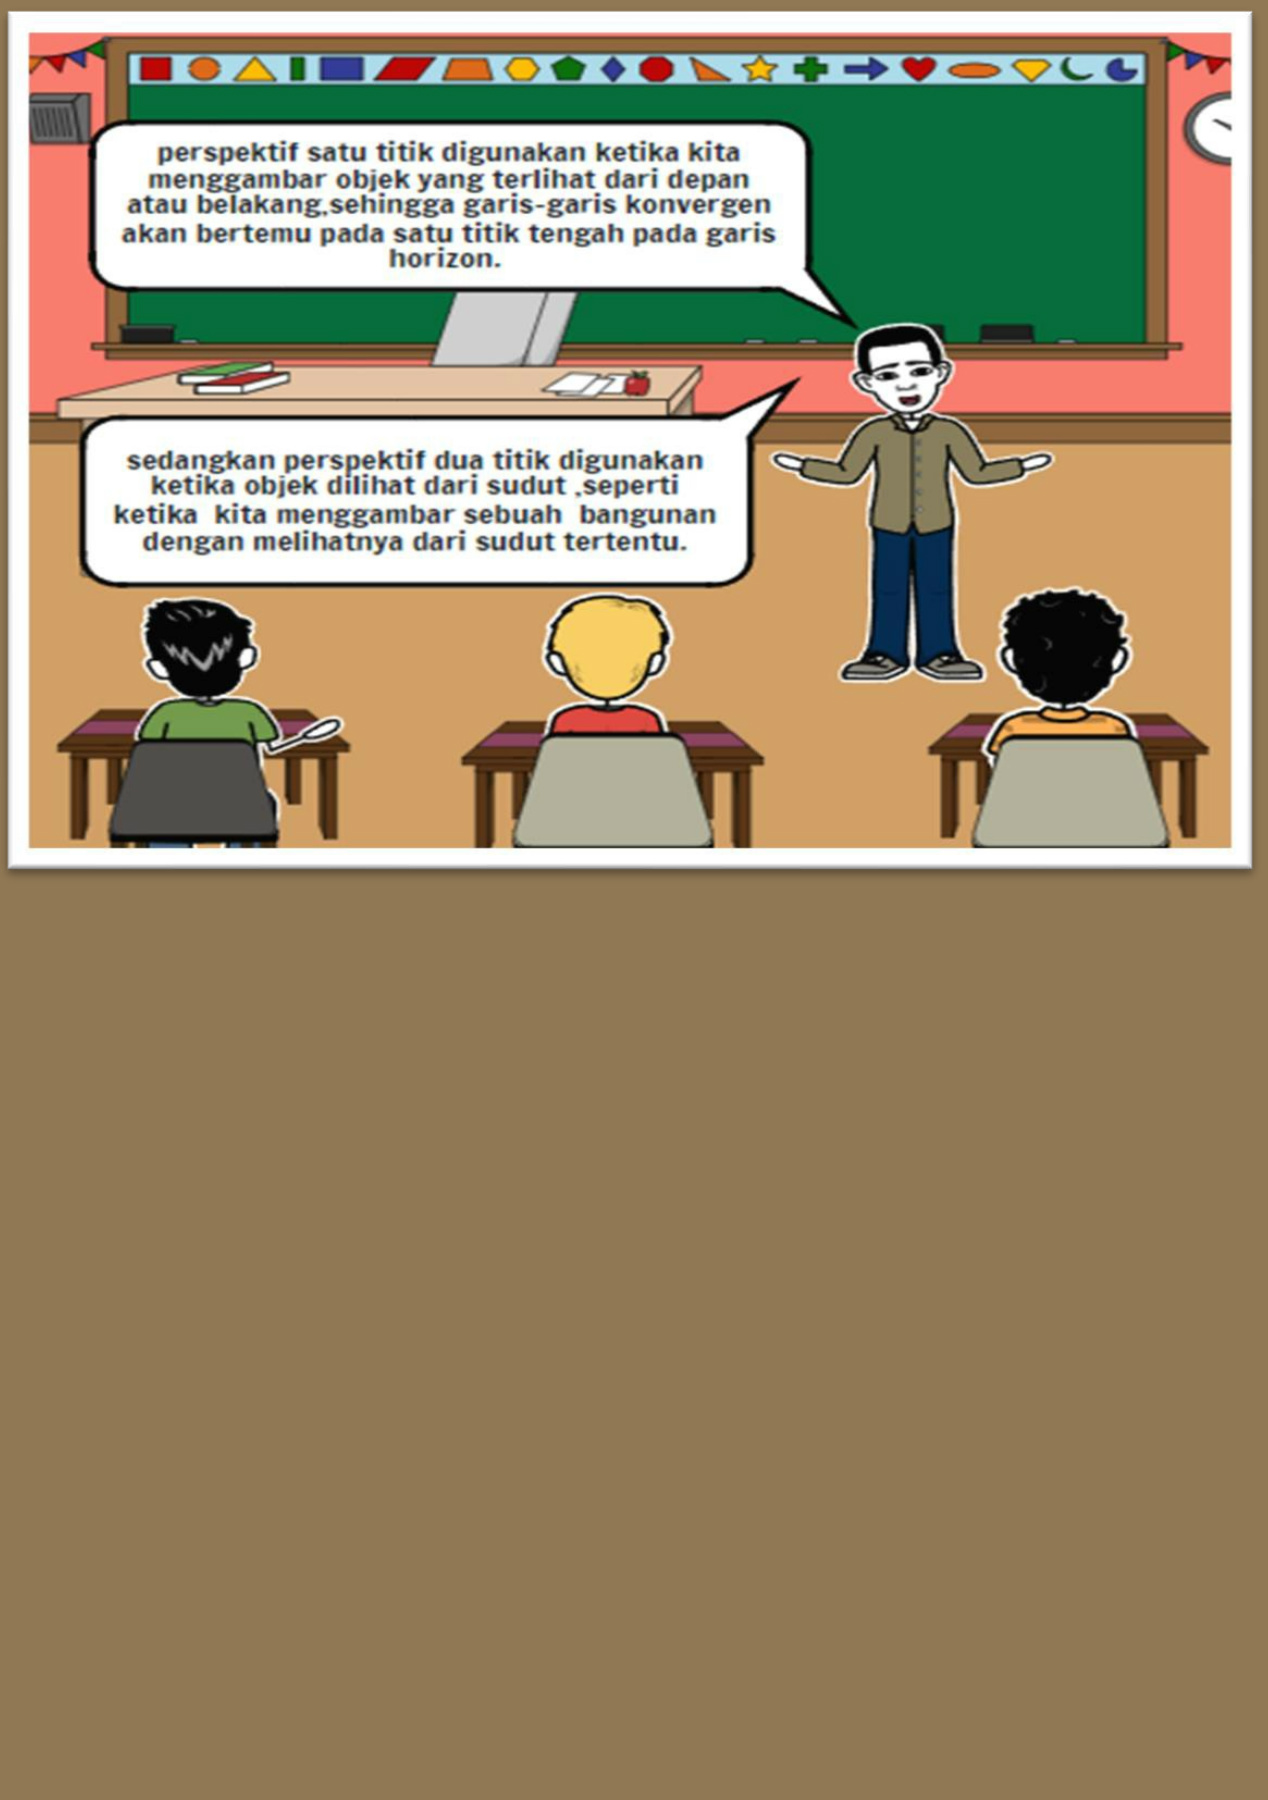 perspektif satu titik digunakan ketika kita
menggambar objek yang terlihat dari depan
atau belakang,sehingga garis-garis konvergen
akan bertemu pada satu titik tengah pada garis
horizon.
sedangkan perspektif dua titik digunakan
ketika objek dilihat dari sudut ,seperti
ketika  kita menggambar sebuah  bangunan
dengan melihatnya dari sudut tertentu.